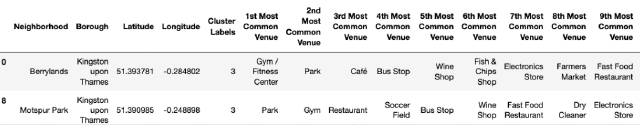 Neighborhood Borough Latitude Longitude Cluster Labels 1st Most Common Venue 2nd Most Common Venue 3rd Most Common Venue 4th Most Common Venue 5th Most Common Venue 6th Most Common Venue 7th Most Common Venue 8th Most Common Venue 9th Most Common Venue
0 Berrylands Kingston upon Thames 51.393781 -0.284802 3 Gym / Fitness Center Park Café Bus Stop Wine Shop Fish & Chips Shop Electronics Store Farmers Market Fast Food Restaurant
8 Motspur Park Kingston upon Thames 51.390985 -0.248898 3 Park Gym Restaurant Soccer Field Bus Stop Wine Shop Fast Food Restaurant Dry Cleaner Electronics Store